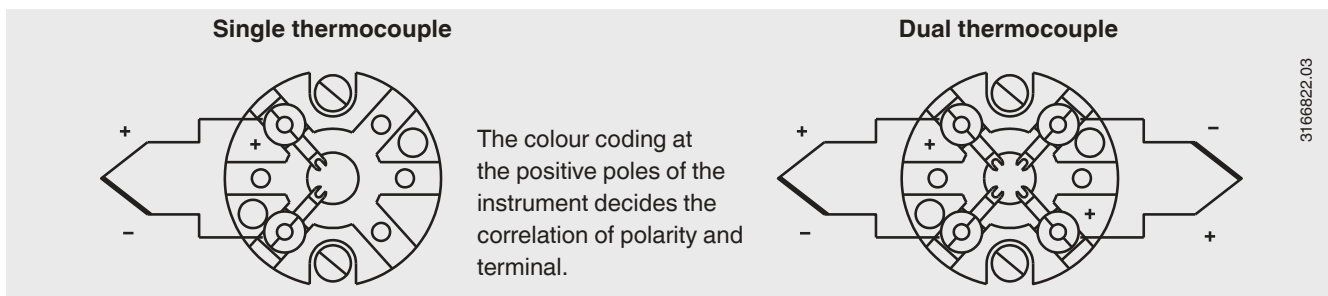 Single thermocouple
Dual thermocouple
+
+
−
The colour coding at
the positive poles of the
instrument decides the
correlation of polarity and
terminal.
+
+
−
−
+
+
3166822.03